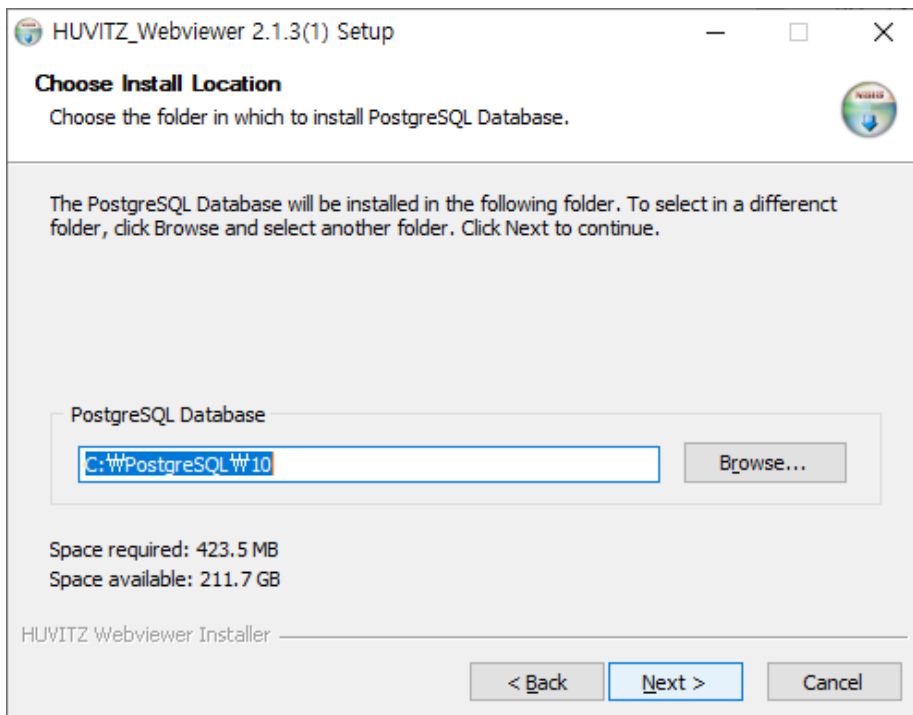 HUVITZ_Webviewer 2.1.3(1) Setup
Choose Install Location
Choose the folder in which to install PostgreSQL Database.
The PostgreSQL Database will be installed in the following folder. To select in a differenct
folder, click Browse and select another folder. Click Next to continue.
PostgreSQL Database
C:₩PostgreSQL₩10
Browse...
Space required: 423.5 MB
Space available: 211.7 GB
HUVITZ Webviewer Installer
< Back
Next >
Cancel